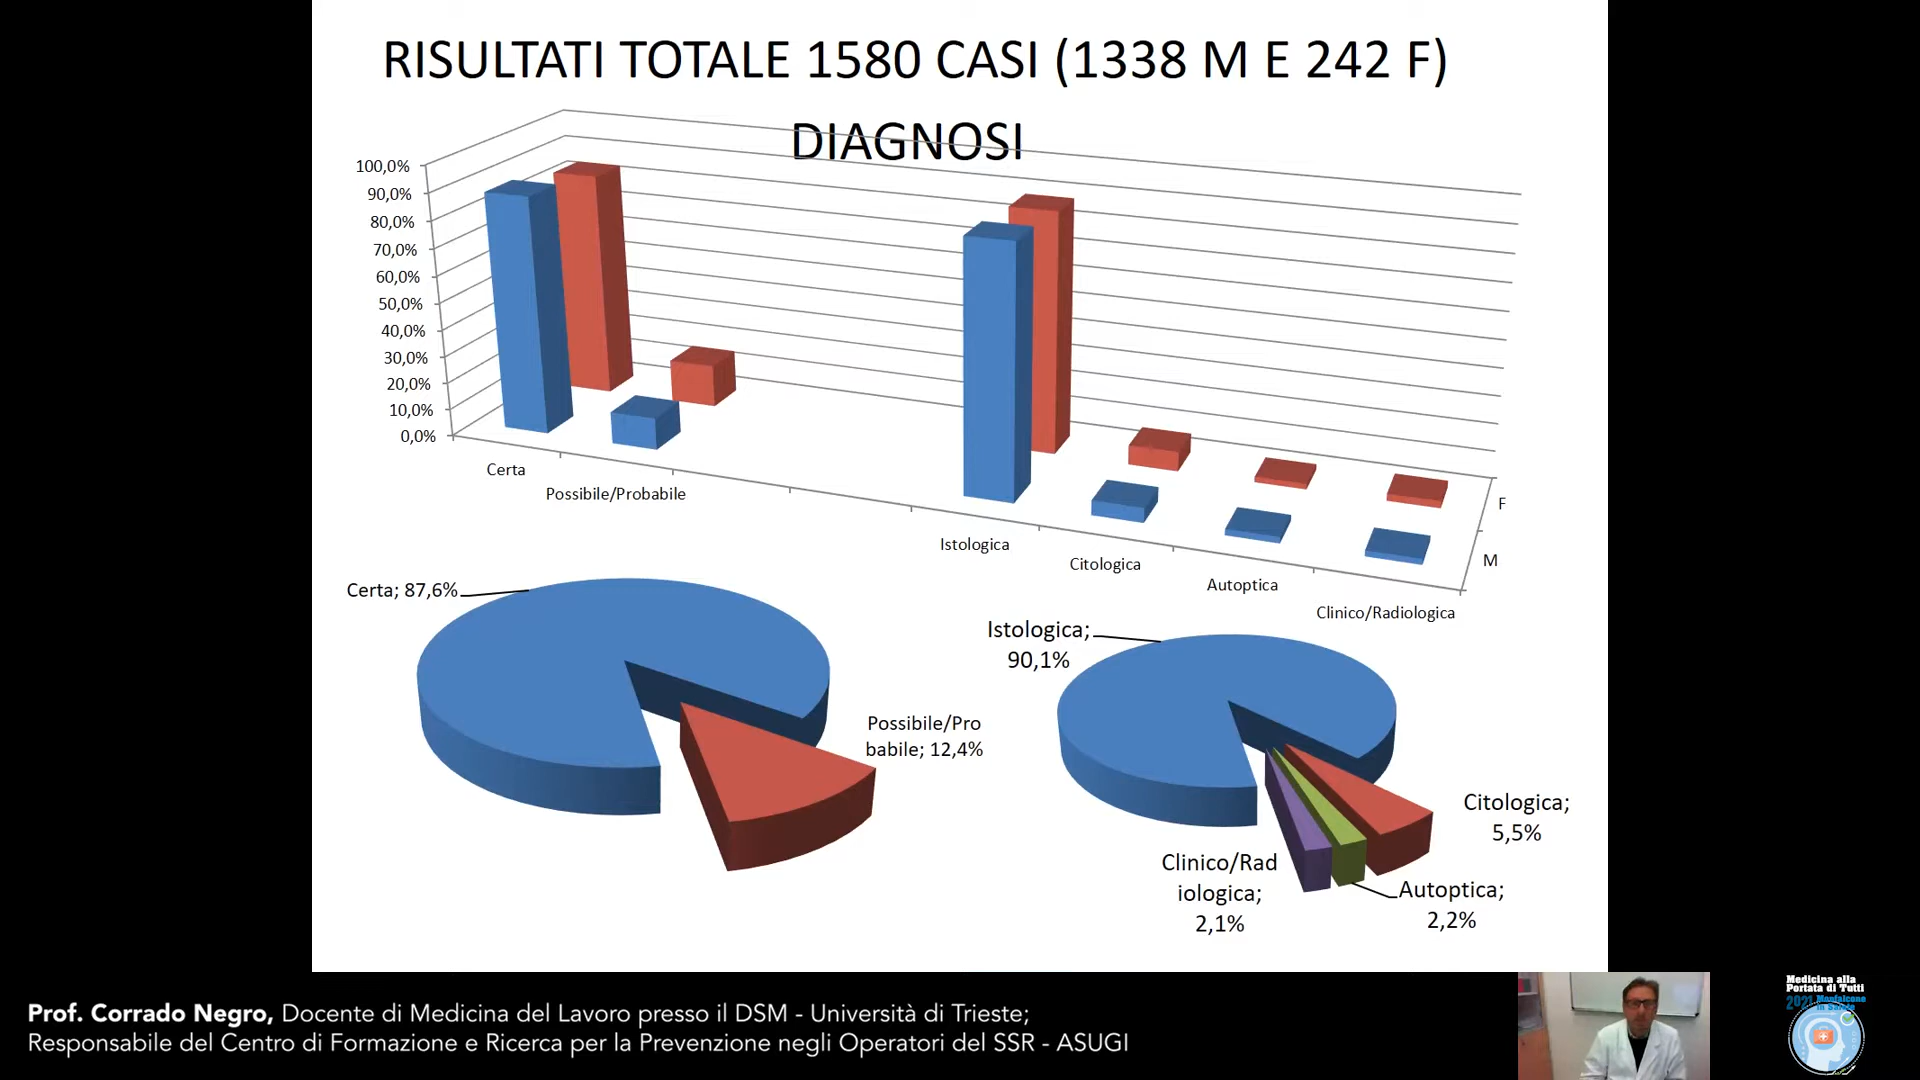 RISULTATI TOTALE 1580 CASI (1338 M E 242 F)
DIAGNOSI
100,0%
90,0%
80,0%
70,0%
60,0%
50,0%
40,0%
30,0%
20,0%
10,0%
0,0%
Certa
Possibile/Probabile
Istologica
Citologica
Autoptica
Clinico/Radiologica
F
M
Certa; 87,6%
Possibile/Pro
babile; 12,4%
Istologica;
90,1%
Citologica;
5,5%
Autoptica;
2,2%
Clinico/Rad
iologica;
2,1%
Prof. Corrado Negro, Docente di Medicina del Lavoro presso il DSM - Università di Trieste;
Responsabile del Centro di Formazione e Ricerca per la Prevenzione negli Operatori del SSR - ASUGI
Medicina alla
Portata di Tutti
2021 Monfalcone
in Salute